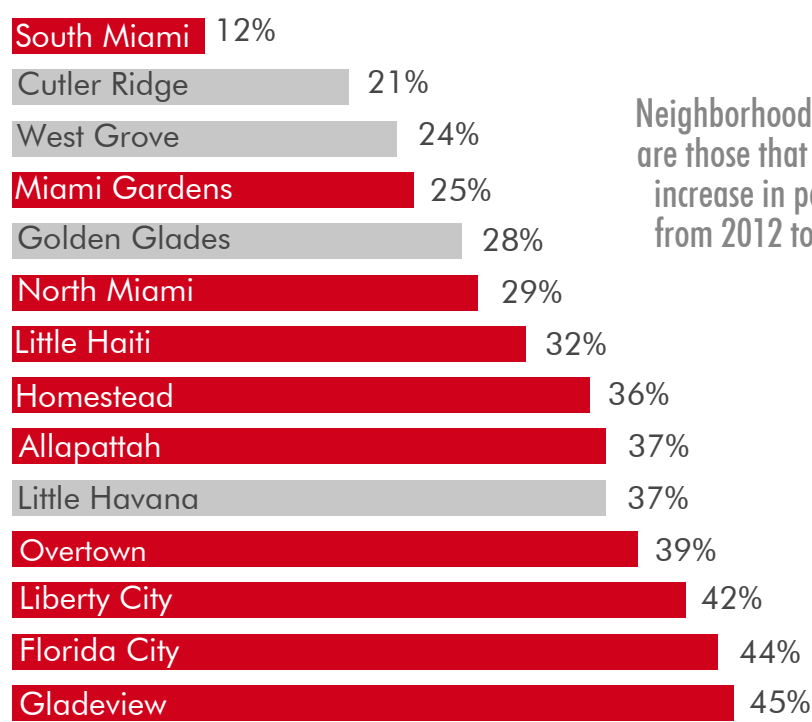 South Miami 12%
Cutler Ridge 21%
West Grove 24%
Miami Gardens 25%
Golden Glades 28%
North Miami 29%
Little Haiti 32%
Homestead 36%
Allapattah 37%
Little Havana 37%
Overtown 39%
Liberty City 42%
Florida City 44%
Gladeview 45%
Neighborhood
are those that
increase in
from 2012 to